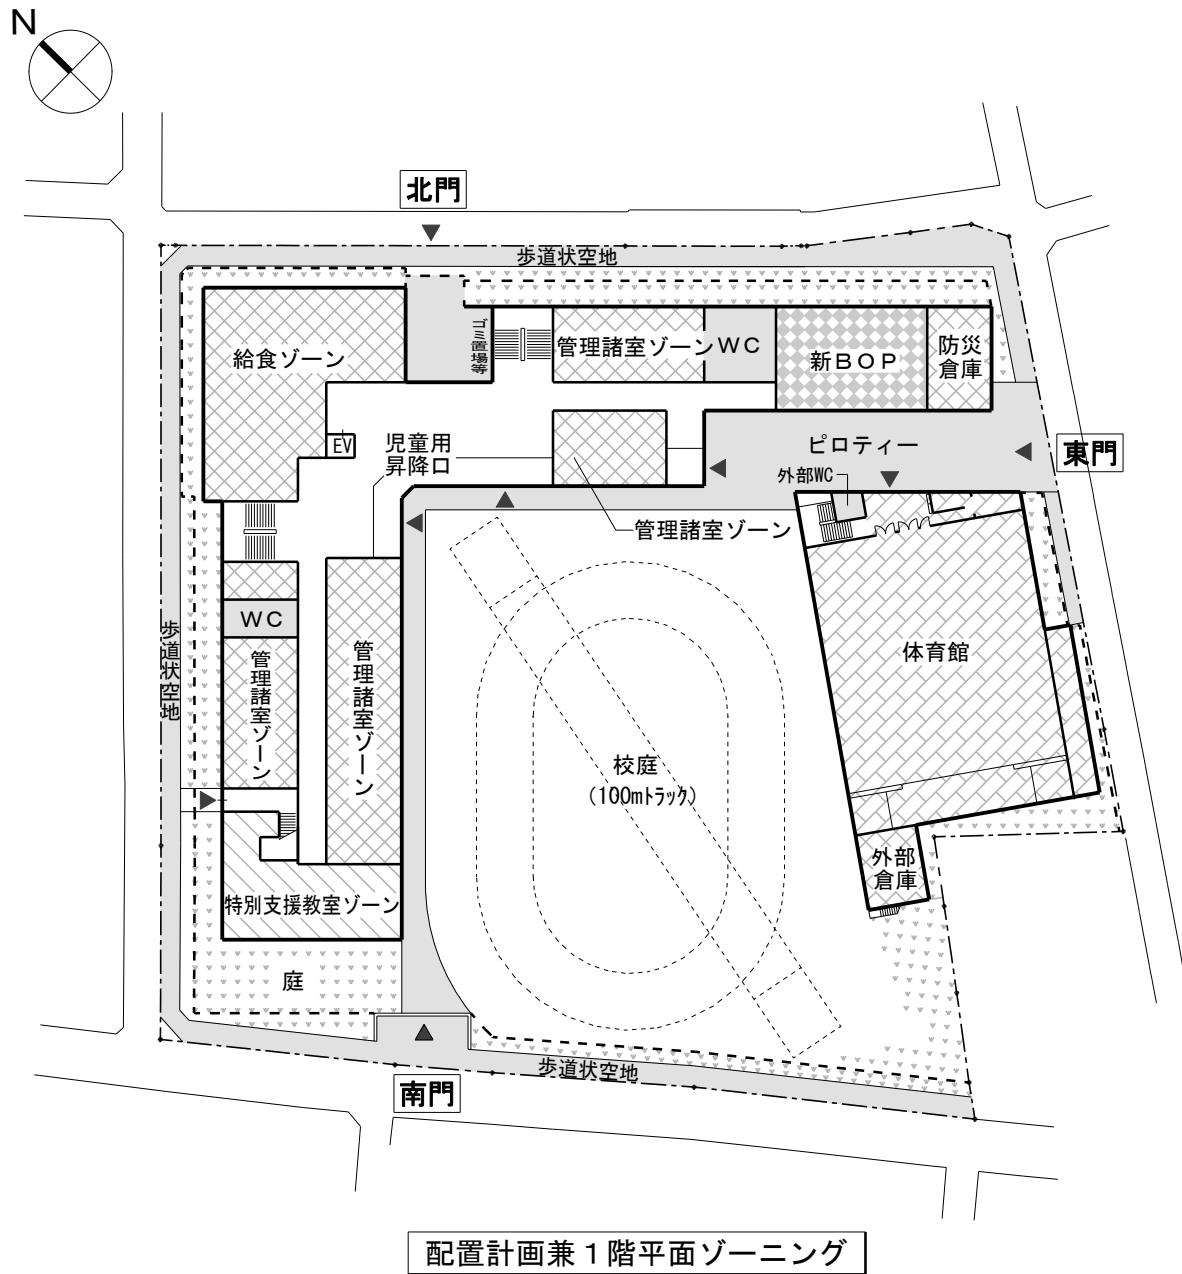 N
北門
歩道状空地
給食ゾーン
ゴミ置場等
管理諸室ゾーン
WC
新BOP
防災
倉庫
EV
児童用
昇降口
ピロティー
東門
外部WC
管理諸室ゾーン
WC
歩道状空地
管理諸室ゾーン
管理諸室ゾーン
体育館
校庭
(100mトラック)
外部
倉庫
特別支援教室ゾーン
庭
歩道状空地
南門
配置計画兼1階平面ゾーニング